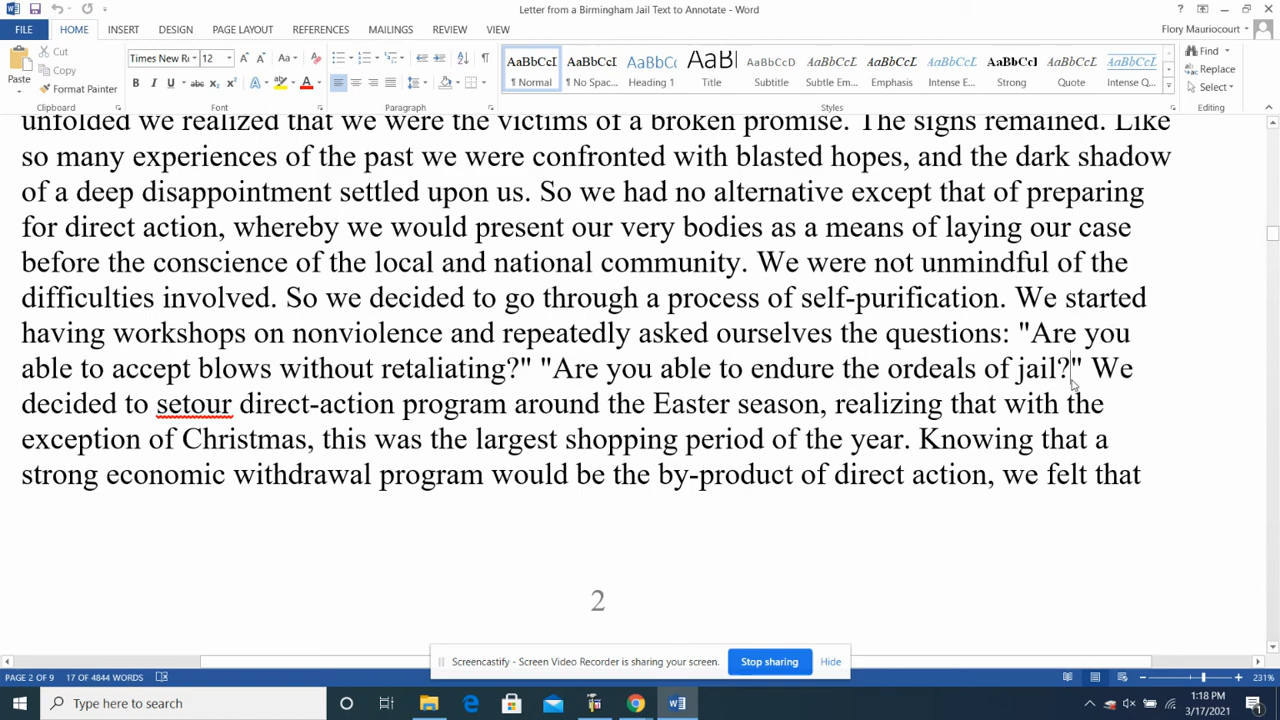 Letter from a Birmingham Jail Text to Annotate - Word
FILE HOME INSERT DESIGN PAGE LAYOUT REFERENCES MAILINGS REVIEW VIEW
Flory Mauriocourt
Paste
Cut
Copy
Format Painter
Clipboard
Times New Ro 12
Font
Paragraph
AaBbCcI AaBbCcI AaBbC( AaBl AaBbCcL AaBbCcL AaBbCcL AaBbCcL AaBbCcI AaBbCcL AaBbCcL
¶ Normal ¶ No Spac... Heading 1 Title Subtitle Subtle Em... Emphasis Intense E... Strong Quote Intense Q...
Styles
Find
Replace
Select
Editing
unfolded we realized that we were the victims of a broken promise. The signs remained. Like
so many experiences of the past we were confronted with blasted hopes, and the dark shadow
of a deep disappointment settled upon us. So we had no alternative except that of preparing
for direct action, whereby we would present our very bodies as a means of laying our case
before the conscience of the local and national community. We were not unmindful of the
difficulties involved. So we decided to go through a process of self-purification. We started
having workshops on nonviolence and repeatedly asked ourselves the questions: "Are you
able to accept blows without retaliating?" "Are you able to endure the ordeals of jail?" We
decided to setour direct-action program around the Easter season, realizing that with the
exception of Christmas, this was the largest shopping period of the year. Knowing that a
strong economic withdrawal program would be the by-product of direct action, we felt that
2
Screencastify - Screen Video Recorder is sharing your screen. Stop sharing Hide
PAGE 2 OF 9 17 OF 4844 WORDS 231%
Type here to search
1:18 PM
3/17/2021